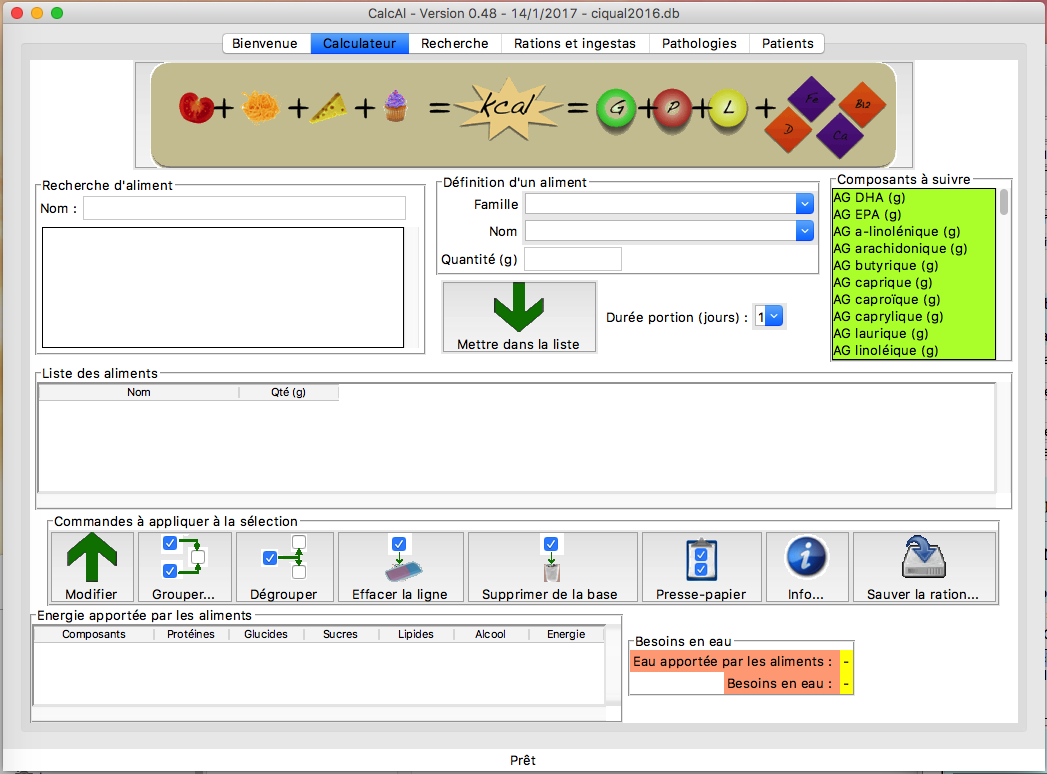 CalcAl - Version 0.48 - 14/1/2017 - ciqual2016.db
Bienvenue Calculateur Recherche Rations et ingestas Pathologies Patients
+ + + = kcal = G + P + L + Fe B12 D Ca
Recherche d'aliment
Nom :
Définition d'un aliment
Famille
Nom
Quantité (g)
Mettre dans la liste
Durée portion (jours) : 1
Composants à suivre
AG DHA (g)
AG EPA (g)
AG a-linolénique (g)
AG arachidonique (g)
AG butyrique (g)
AG caprique (g)
AG caproïque (g)
AG caprylique (g)
AG laurique (g)
AG linoléique (g)
Liste des aliments
Nom Qté (g)
Commandes à appliquer à la sélection
Modifier Grouper... Dégrouper Effacer la ligne Supprimer de la base Presse-papier Info... Sauver la ration...
Energie apportée par les aliments
Composants Protéines Glucides Sucres Lipides Alcool Energie
Besoins en eau
Eau apportée par les aliments : -
Besoins en eau : -
Prêt